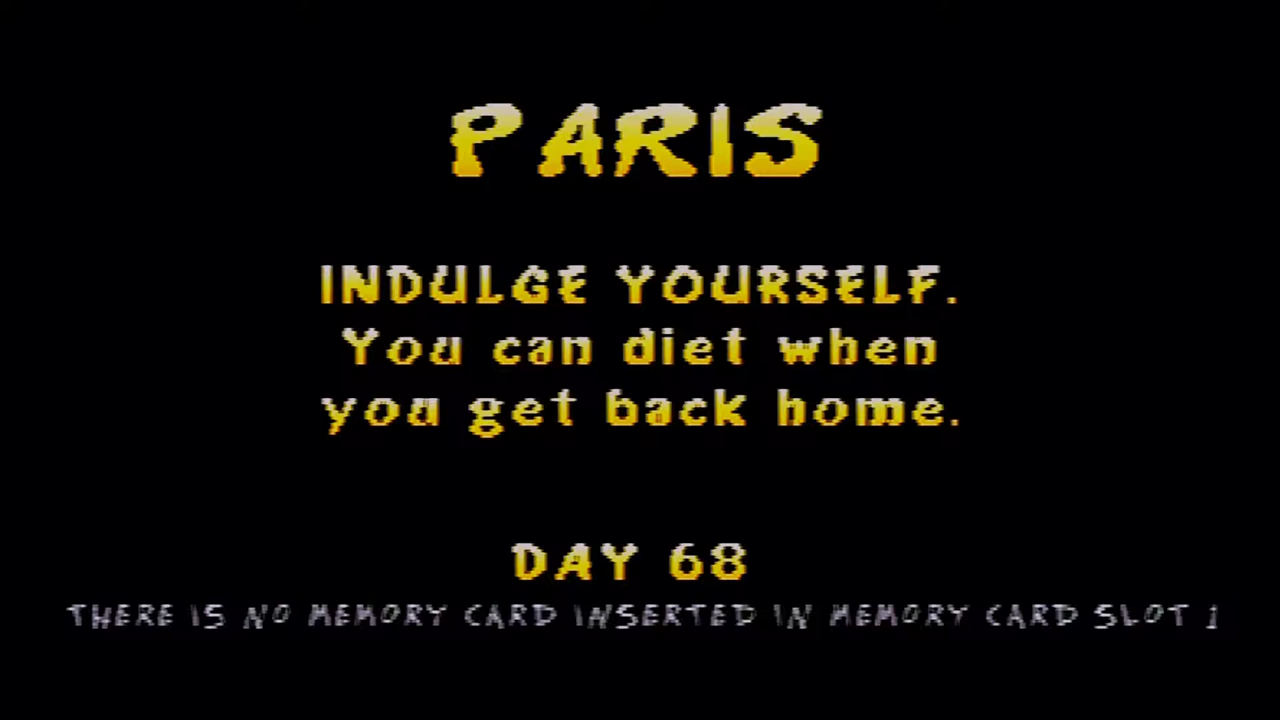 PARIS
INDULGE YOURSELF.
You can diet when
you get back home.
DAY 68
THERE IS NO MEMORY CARD INSERTED IN MEMORY CARD SLOT 1